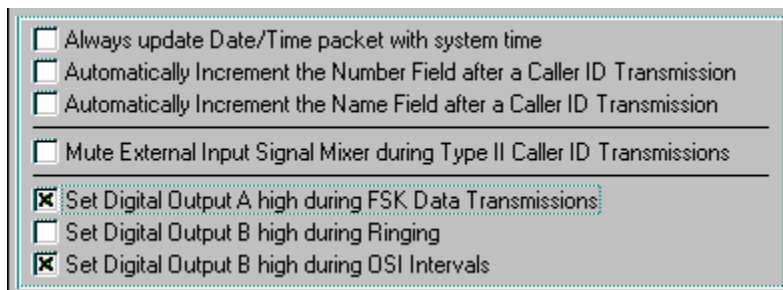 Always update Date/Time packet with system time
Automatically Increment the Number Field after a Caller ID Transmission
Automatically Increment the Name Field after a Caller ID Transmission
Mute External Input Signal Mixer during Type II Caller ID Transmissions
Set Digital Output A high during FSK Data Transmissions
Set Digital Output B high during Ringing
Set Digital Output B high during OSI Intervals